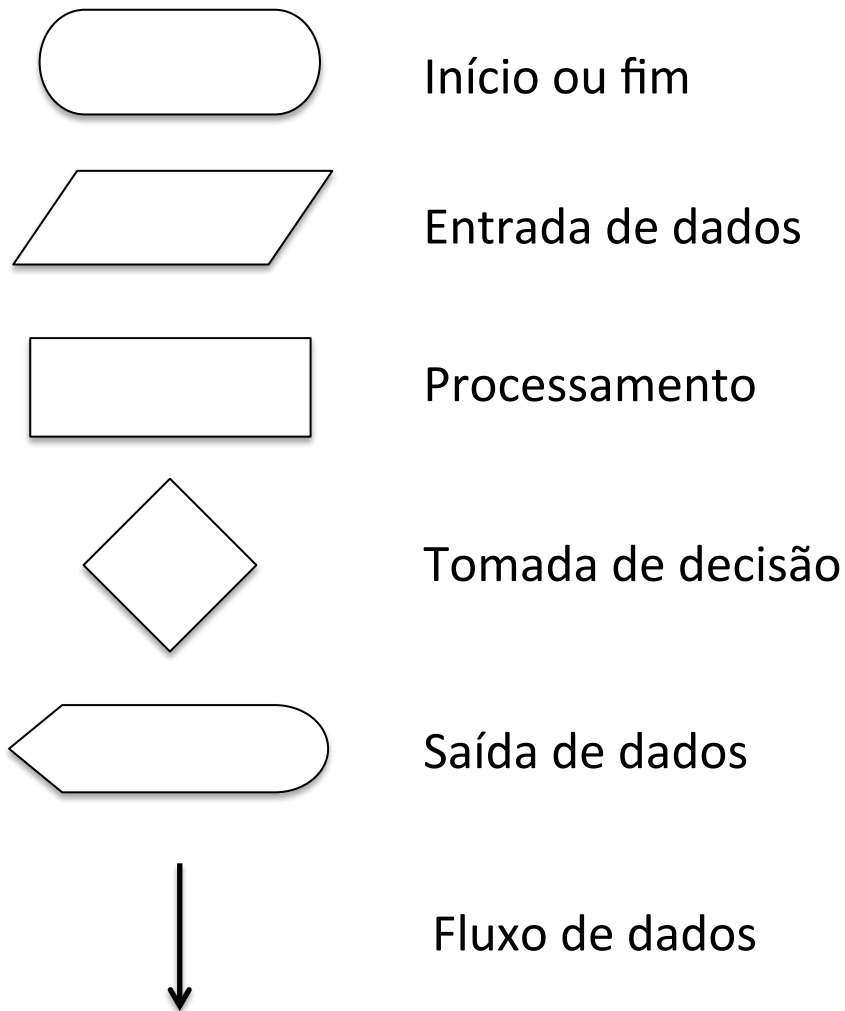 Início ou fim
Entrada de dados
Processamento
Tomada de decisão
Saída de dados
Fluxo de dados